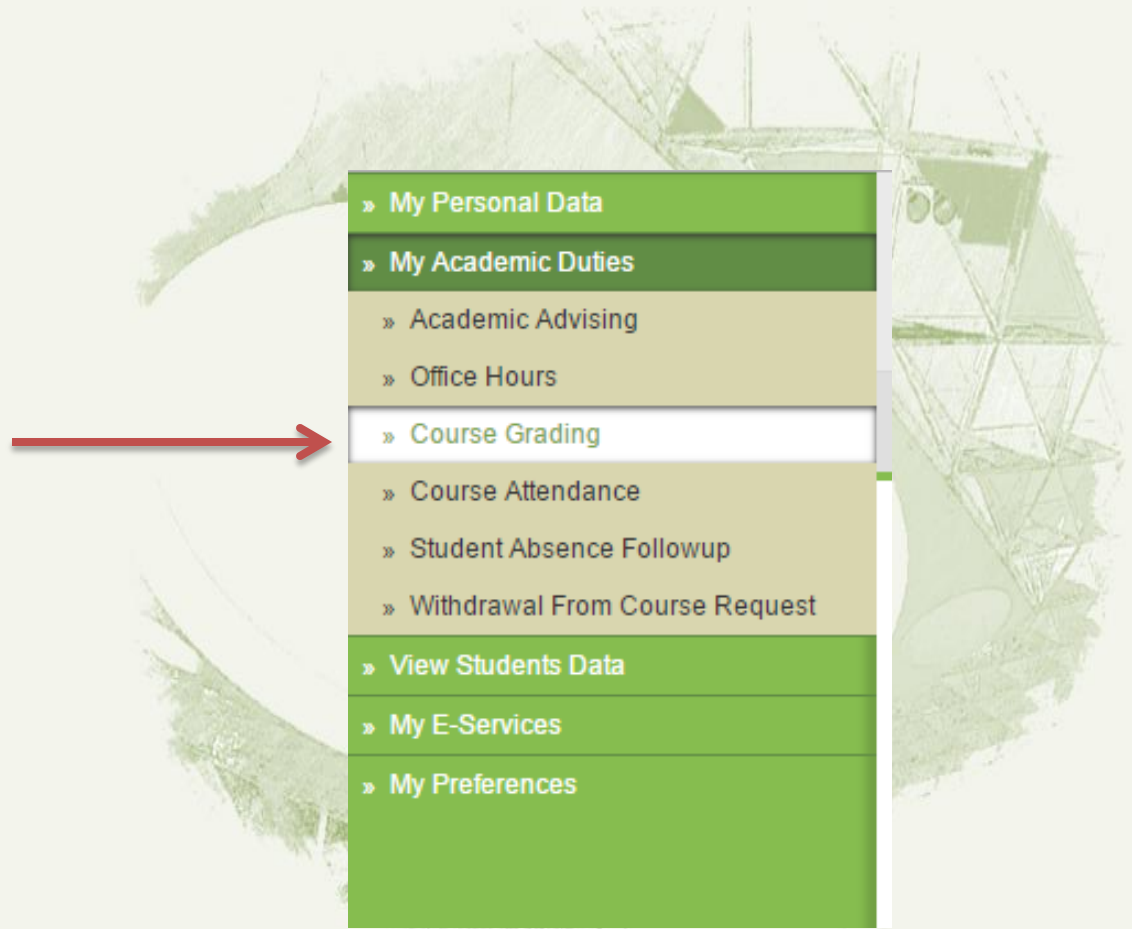 » My Personal Data
» My Academic Duties
» Academic Advising
» Office Hours
» Course Grading
» Course Attendance
» Student Absence Followup
» Withdrawal From Course Request
» View Students Data
» My E-Services
» My Preferences